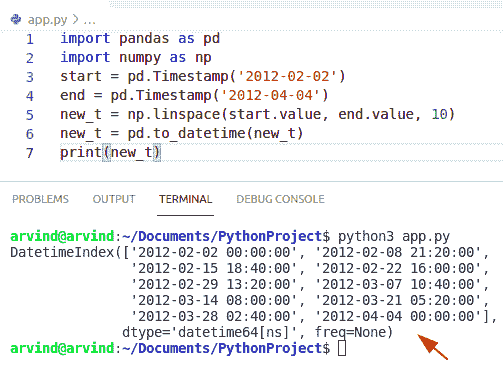 app.py > ...
1 import pandas as pd
2 import numpy as np
3 start = pd.Timestamp('2012-02-02')
4 end = pd.Timestamp('2012-04-04')
5 new_t = np.linspace(start.value, end.value, 10)
6 new_t = pd.to_datetime(new_t)
7 print(new_t)
PROBLEMS OUTPUT TERMINAL DEBUG CONSOLE
arvind@arvind:~/Documents/PythonProject$ python3 app.py
DatetimeIndex(['2012-02-02 00:00:00', '2012-02-08 21:20:00',
'2012-02-15 18:40:00', '2012-02-22 16:00:00',
'2012-02-29 13:20:00', '2012-03-07 10:40:00',
'2012-03-14 08:00:00', '2012-03-21 05:20:00',
'2012-03-28 02:40:00', '2012-04-04 00:00:00'],
dtype='datetime64[ns]', freq=None)
arvind@arvind:~/Documents/PythonProject$